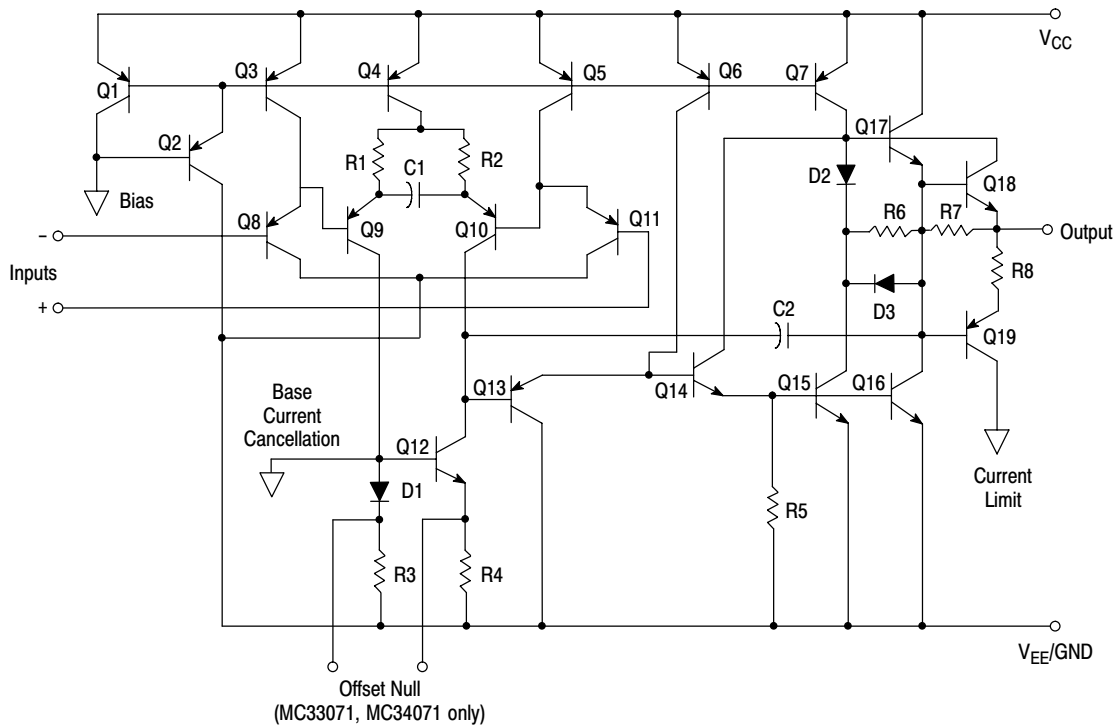 VCC
Q1
Q3
Q4
Q5
Q6
Q7
Q2
Q17
R1
C1
R2
D2
Q18
Bias
Q8
Q9
Q10
Q11
R6
R7
–
Output
Inputs
R8
+
D3
C2
Q19
Base
Current
Cancellation
Q13
Q14
Q15
Q16
Q12
D1
Current
Limit
R5
R3
R4
VEE/GND
Offset Null
(MC33071, MC34071 only)